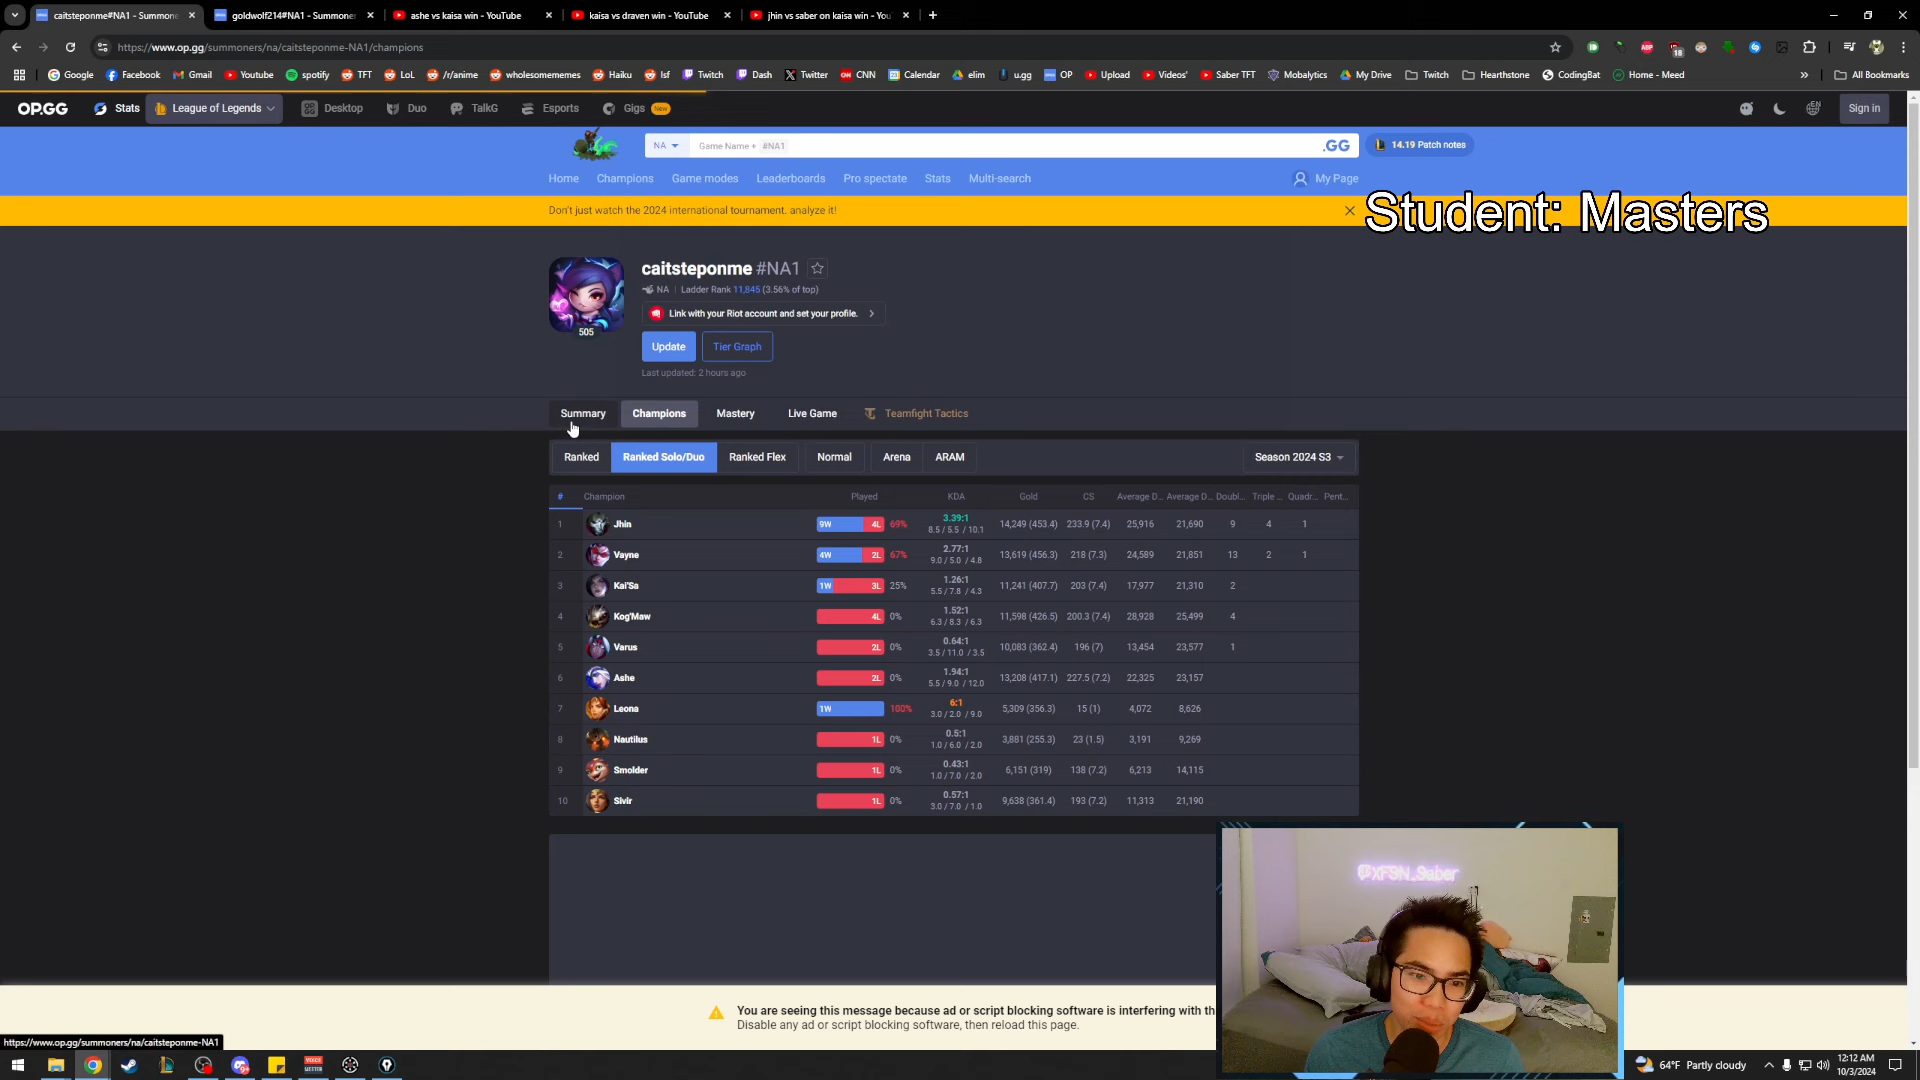 caitsteponme#NA1 - Summone
goldwolf214#NA1 - Summoner
ashe vs kaisa win - YouTube
kaisa vs draven win - YouTube
jhin vs saber on kaisa win - You
https://www.op.gg/summoners/na/caitsteponme-NA1/champions
Google Facebook Gmail Youtube spotify TFT LoL /r/anime wholesomememes Haiku lsf Twitch Dash Twitter CNN Calendar elim u.gg OP Upload Videos' Saber TFT Mobalytics My Drive Twitch Hearthstone CodingBat Home - Meed All Bookmarks
OP.GG Stats League of Legends Desktop Duo TalkG Esports Gigs New Sign in
NA Game Name + #NA1 .GG 14.19 Patch notes
Home Champions Game modes Leaderboards Pro spectate Stats Multi-search My Page
Don't just watch the 2024 international tournament. analyze it!
Student: Masters
caitsteponme #NA1
NA Ladder Rank 11,845 (3.56% of top)
Link with your Riot account and set your profile.
505
Update Tier Graph
Last updated: 2 hours ago
Summary Champions Mastery Live Game Teamfight Tactics
Ranked Ranked Solo/Duo Ranked Flex Normal Arena ARAM Season 2024 S3
# Champion Played KDA Gold CS Average D... Average D... Doubl... Triple ... Quadr... Pent...
1 Jhin 9W 4L 69% 3.39:1 8.5 / 5.5 / 10.1 14,249 (453.4) 233.9 (7.4) 25,916 21,690 9 4 1
2 Vayne 4W 2L 67% 2.77:1 9.0 / 5.0 / 4.8 13,619 (456.3) 218 (7.3) 24,589 21,851 13 2 1
3 Kai'Sa 1W 3L 25% 1.26:1 5.5 / 7.8 / 4.3 11,241 (407.7) 203 (7.4) 17,977 21,310 2
4 Kog'Maw 4L 0% 1.52:1 6.3 / 8.3 / 6.3 11,598 (426.5) 200.3 (7.4) 28,928 25,499 4
5 Varus 2L 0% 0.64:1 3.5 / 11.0 / 3.5 10,083 (362.4) 196 (7) 13,454 23,577 1
6 Ashe 2L 0% 1.94:1 5.5 / 9.0 / 12.0 13,208 (417.1) 227.5 (7.2) 22,325 23,157
7 Leona 1W 100% 6:1 3.0 / 2.0 / 9.0 5,309 (356.3) 15 (1) 4,072 8,626
8 Nautilus 1L 0% 0.5:1 1.0 / 6.0 / 2.0 3,881 (255.3) 23 (1.5) 3,191 9,269
9 Smolder 1L 0% 0.43:1 1.0 / 7.0 / 2.0 6,151 (319) 138 (7.2) 6,213 14,115
10 Sivir 1L 0% 0.57:1 3.0 / 7.0 / 1.0 9,638 (361.4) 193 (7.2) 11,313 21,190
@XFSN_Saber
You are seeing this message because ad or script blocking software is interfering with th
Disable any ad or script blocking software, then reload this page.
https://www.op.gg/summoners/na/caitsteponme-NA1
64°F Partly cloudy
12:12 AM
10/3/2024